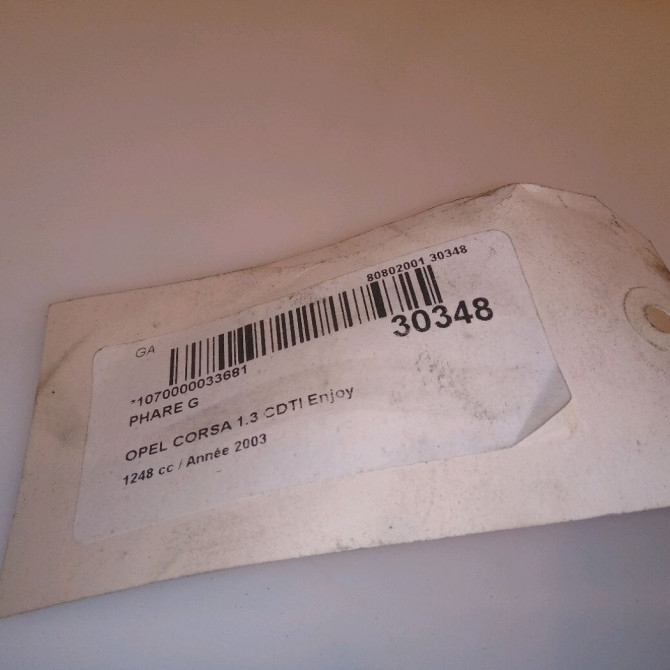 80802001 30348
GA
30348
*1070000033681
PHARE G
OPEL CORSA 1.3 CDTI Enjoy
1248 cc / Année 2003